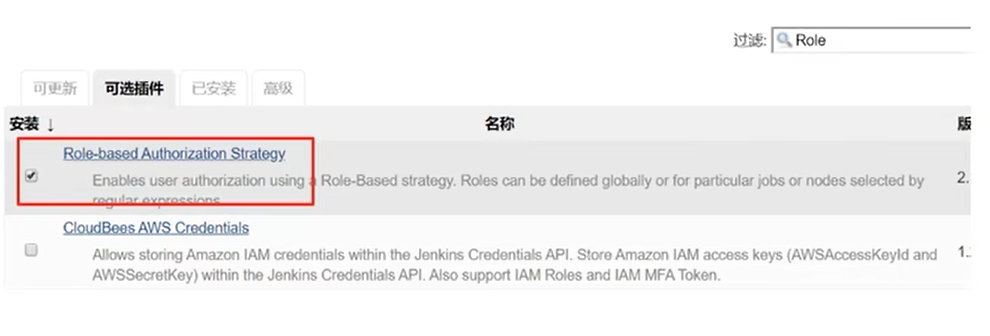 过滤: Role
可更新 可选插件 已安装 高级
安装 ↓ 名称 版
Role-based Authorization Strategy
Enables user authorization using a Role-Based strategy. Roles can be defined globally or for particular jobs or nodes selected by 2.
regular expressions.
CloudBees AWS Credentials
Allows storing Amazon IAM credentials within the Jenkins Credentials API. Store Amazon IAM access keys (AWSAccessKeyId and 1.
AWSSecretKey) within the Jenkins Credentials API. Also support IAM Roles and IAM MFA Token.